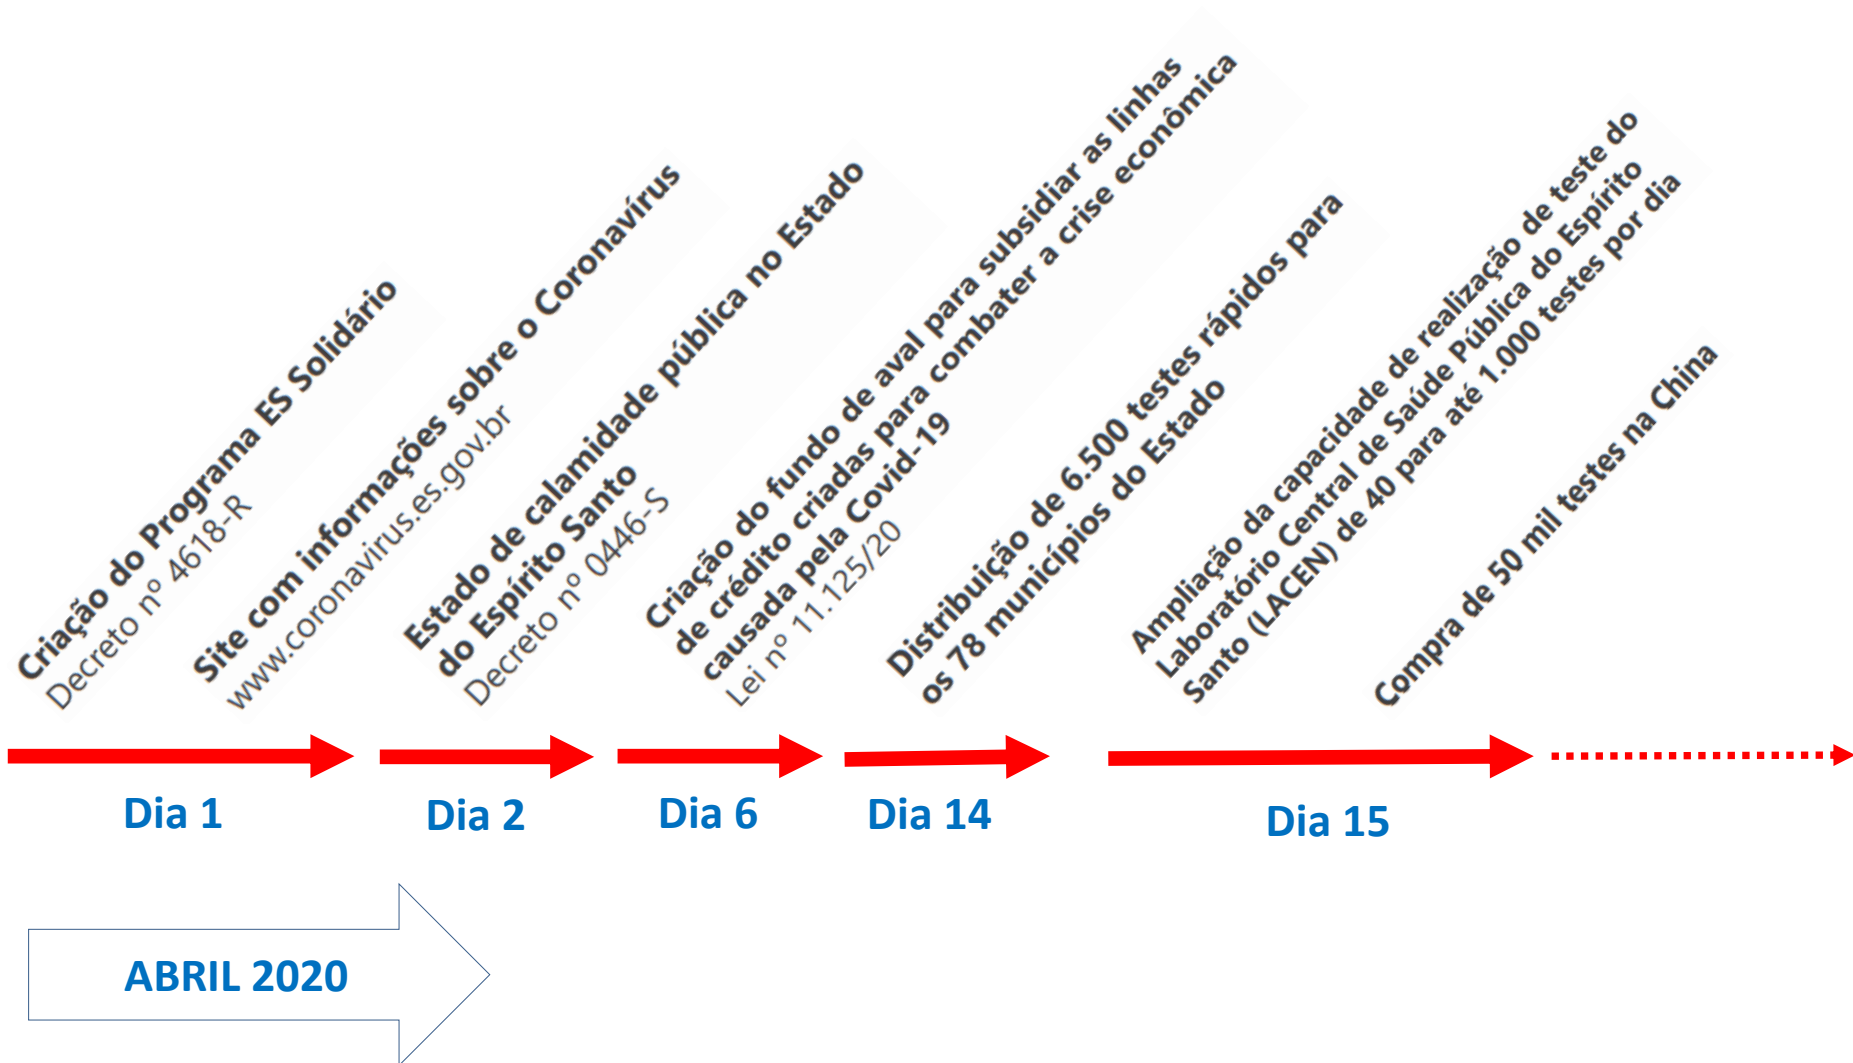 Criação do Programa ES Solidário
Decreto nº 4618-R
Site com informações sobre o Coronavírus
www.coronavirus.es.gov.br
Estado de calamidade pública no Estado
do Espírito Santo
Decreto nº 0446-S
Criação do fundo de aval para subsidiar as linhas
de crédito criadas para combater a crise econômica
causada pela Covid-19
Lei nº 11.125/20
Distribuição de 6.500 testes rápidos para
os 78 municípios do Estado
Ampliação da capacidade de realização de teste do
Laboratório Central de Saúde Pública do Espírito
Santo (LACEN) de 40 para até 1.000 testes por dia
Compra de 50 mil testes na China
Dia 1
Dia 2
Dia 6
Dia 14
Dia 15
ABRIL 2020